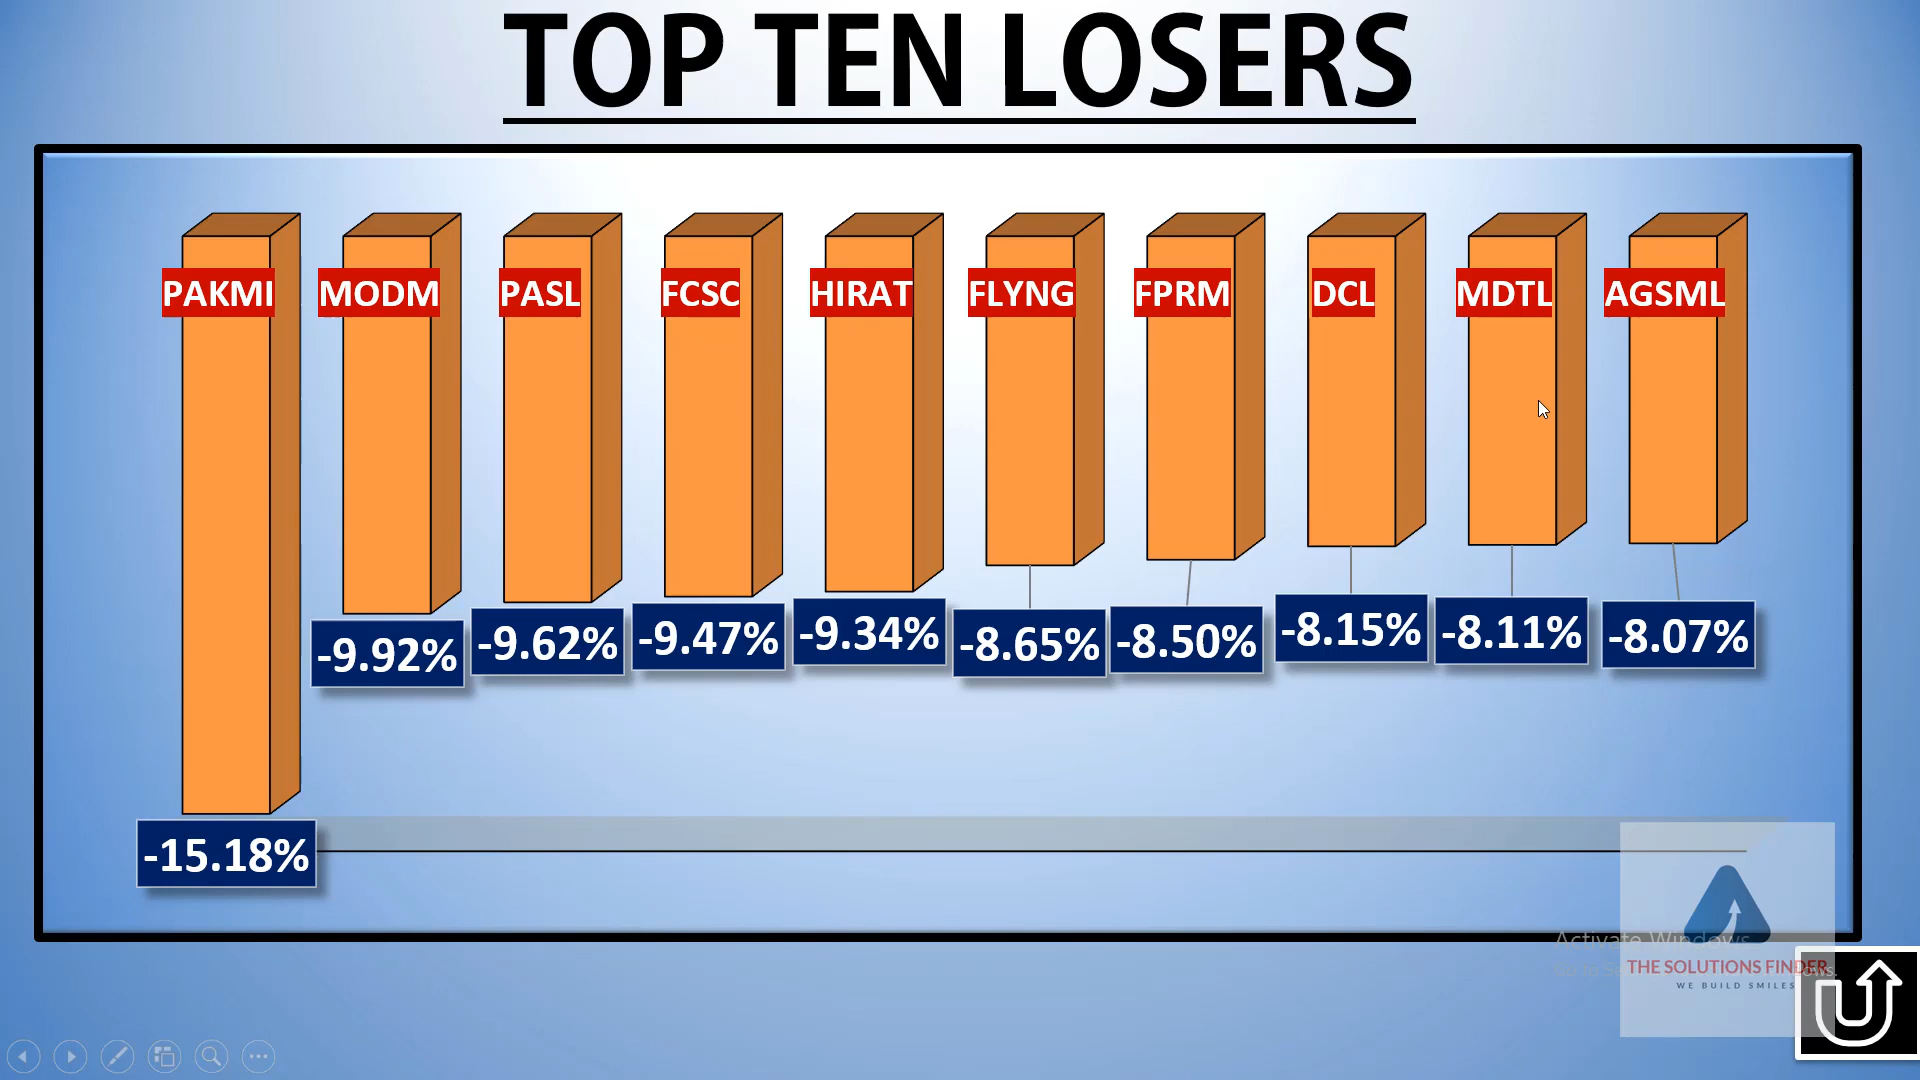 TOP TEN LOSERS
PAKMI MODM PASL FCSC HIRAT FLYNG FPRM DCL MDTL AGSML
-15.18% -9.92% -9.62% -9.47% -9.34% -8.65% -8.50% -8.15% -8.11% -8.07%
Activate Windows
THE SOLUTIONS FINDER
WE BUILD SMILES